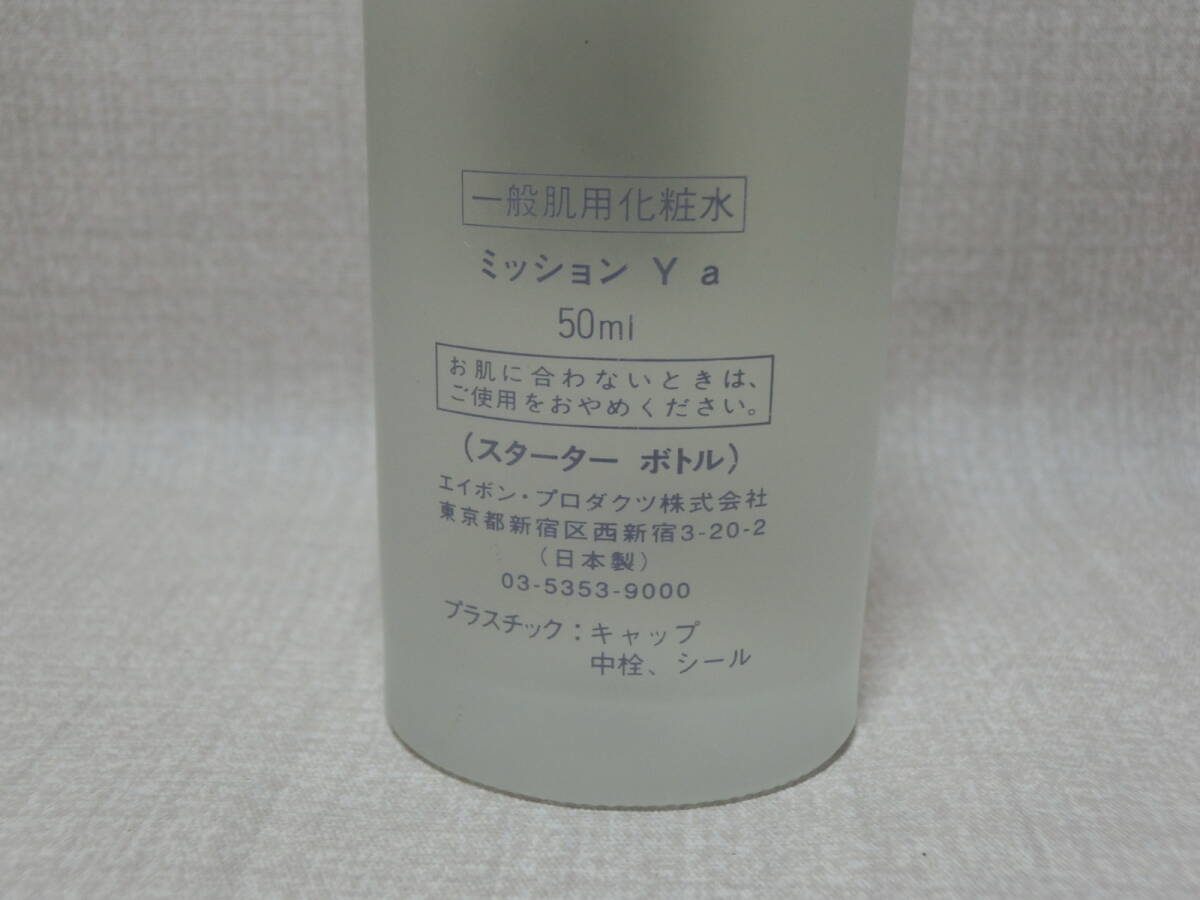 一般肌用化粧水
ミッション Y a
50ml
お肌に合わないときは、
ご使用をおやめください。
(スターター ボトル)
エイボン・プロダクツ株式会社
東京都新宿区西新宿3-20-2
(日本製)
03-5353-9000
プラスチック:キャップ
中栓、シール